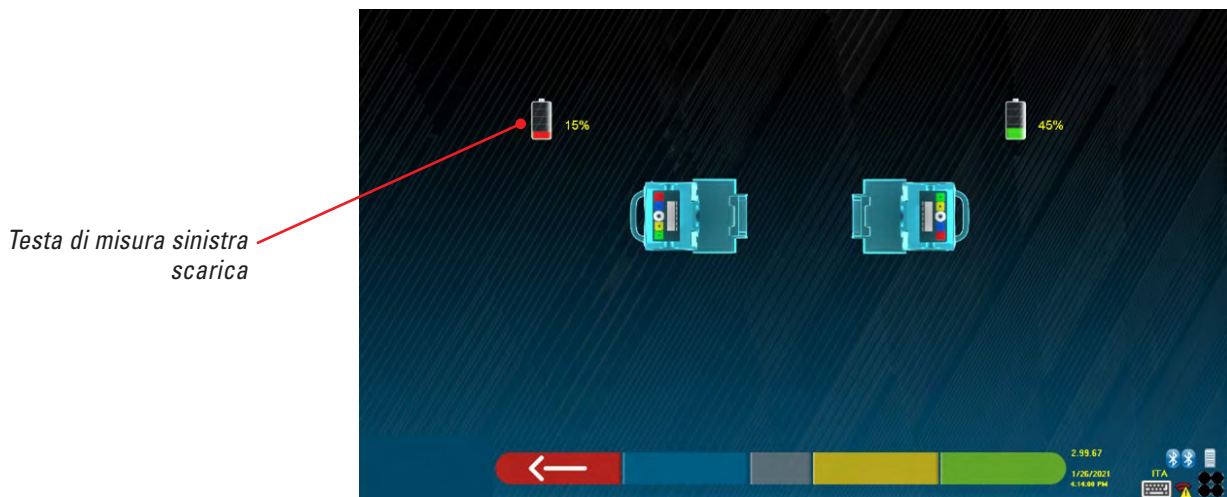 15%
45%
Testa di misura sinistra
scarica
2.99.67
1/26/2021
4:14:00 PM
ITA